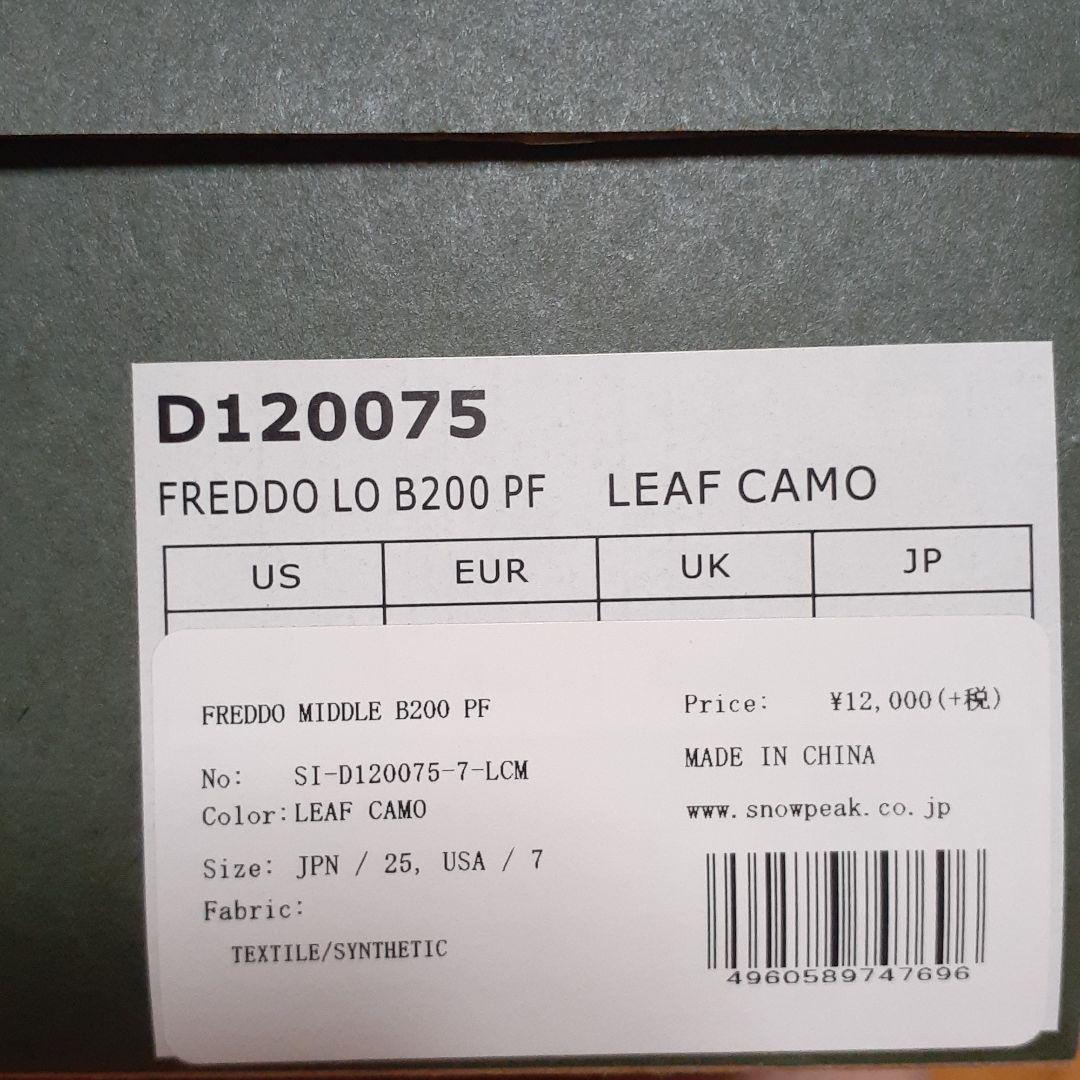 D120075
FREDDO LO B200 PF LEAF CAMO
US EUR UK JP
FREDDO MIDDLE B200 PF
No: SI-D120075-7-LCM
Color: LEAF CAMO
Size: JPN / 25, USA / 7
Fabric:
TEXTILE/SYNTHETIC
Price: ¥12,000(+税)
MADE IN CHINA
www.snowpeak.co.jp
4960589747696